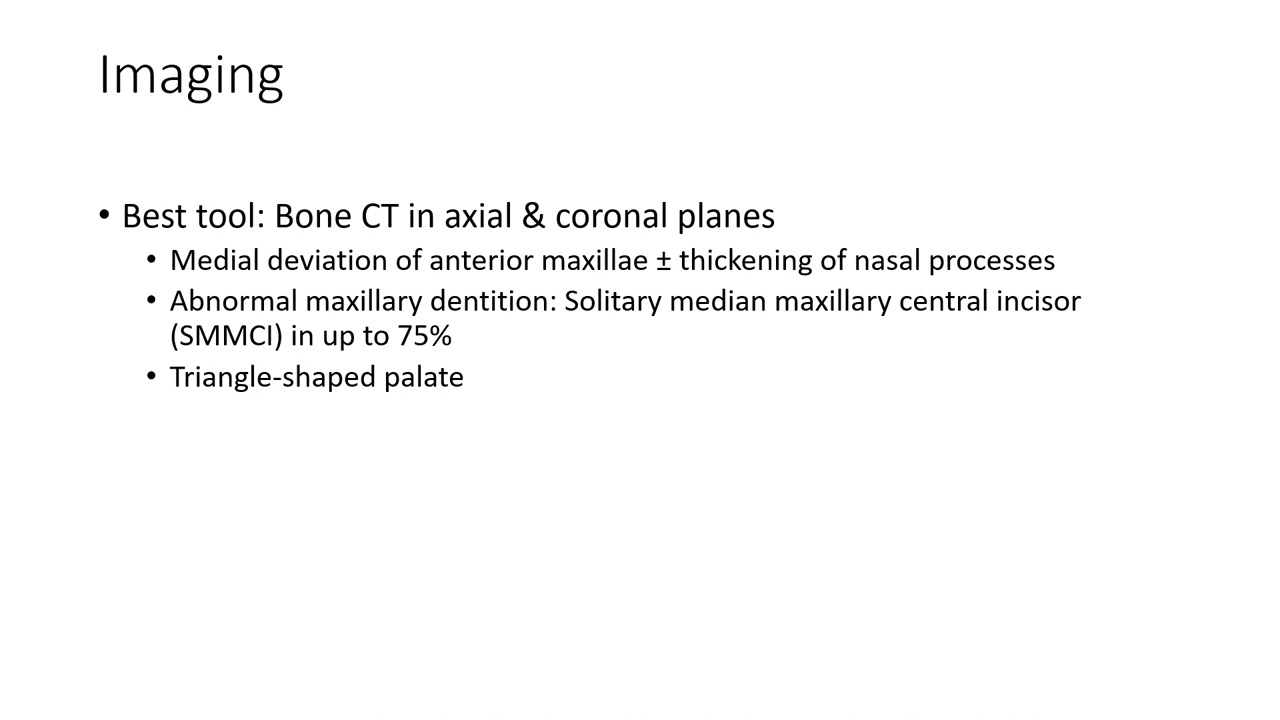 Imaging
• Best tool: Bone CT in axial & coronal planes
• Medial deviation of anterior maxillae ± thickening of nasal processes
• Abnormal maxillary dentition: Solitary median maxillary central incisor
(SMMCI) in up to 75%
• Triangle-shaped palate